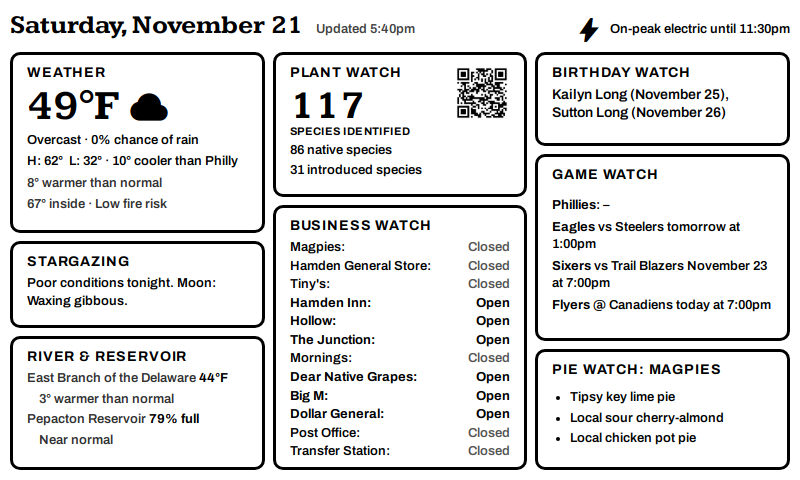 Saturday, November 21
Updated 5:40pm
On-peak electric until 11:30pm
WEATHER
49°F
Overcast · 0% chance of rain
H: 62° L: 32° · 10° cooler than Philly
8° warmer than normal
67° inside · Low fire risk
STARGAZING
Poor conditions tonight. Moon:
Waxing gibbous.
RIVER & RESERVOIR
East Branch of the Delaware 44°F
3° warmer than normal
Pepacton Reservoir 79% full
Near normal
PLANT WATCH
117
SPECIES IDENTIFIED
86 native species
31 introduced species
BUSINESS WATCH
Magpies: Closed
Hamden General Store: Closed
Tiny's: Closed
Hamden Inn: Open
Hollow: Open
The Junction: Open
Mornings: Closed
Dear Native Grapes: Open
Big M: Open
Dollar General: Open
Post Office: Closed
Transfer Station: Closed
BIRTHDAY WATCH
Kailyn Long (November 25),
Sutton Long (November 26)
GAME WATCH
Phillies: –
Eagles vs Steelers tomorrow at
1:00pm
Sixers vs Trail Blazers November 23
at 7:00pm
Flyers @ Canadiens today at 7:00pm
PIE WATCH: MAGPIES
• Tipsy key lime pie
• Local sour cherry-almond
• Local chicken pot pie